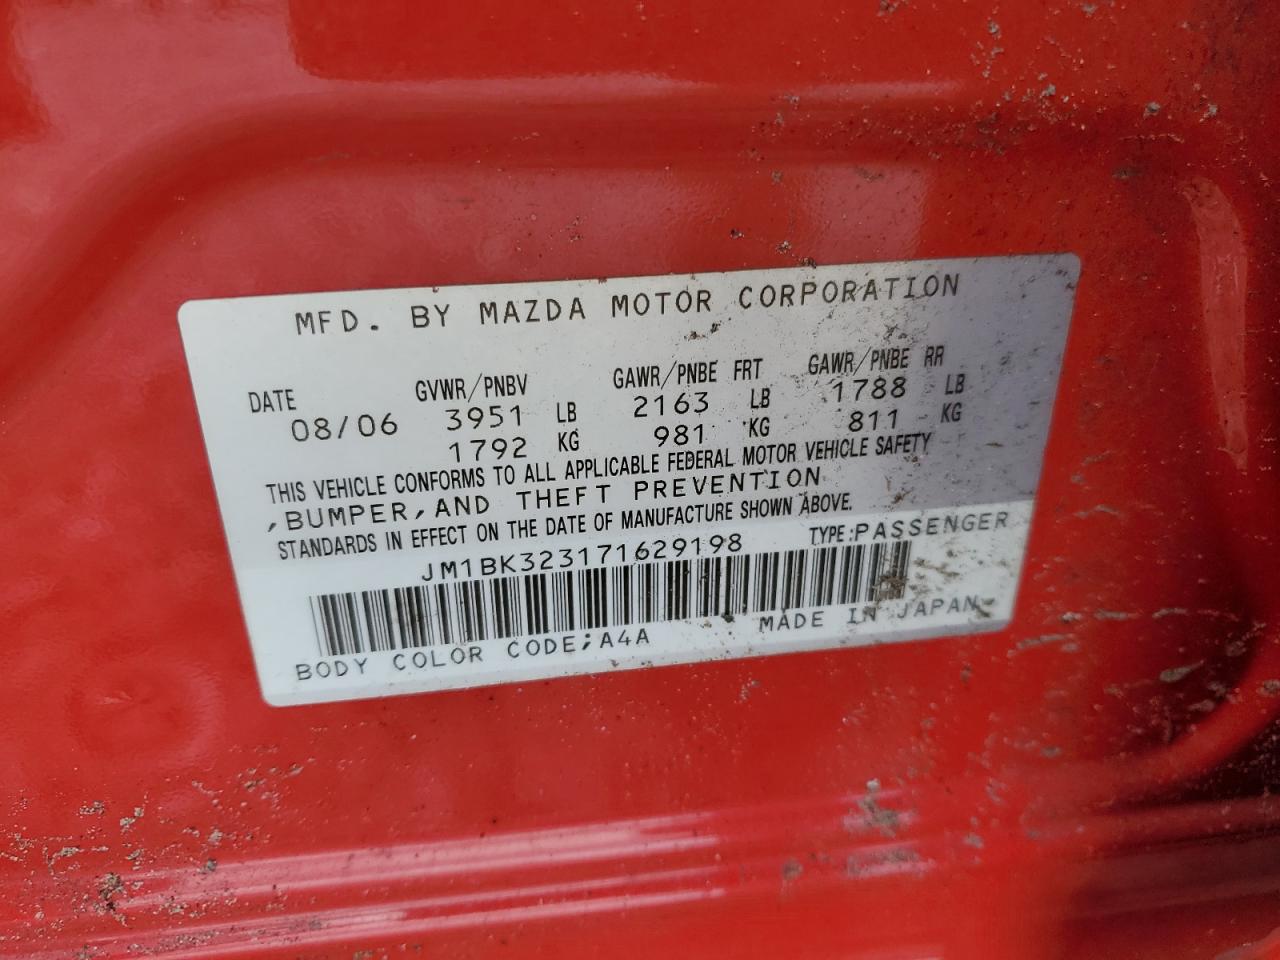 MFD. BY MAZDA MOTOR CORPORATION
DATE GVWR/PNBV GAWR/PNBE FRT GAWR/PNBE RR
08/06 3951 LB 2163 LB 1788 LB
1792 KG 981 KG 811 KG
THIS VEHICLE CONFORMS TO ALL APPLICABLE FEDERAL MOTOR VEHICLE SAFETY
,BUMPER,AND THEFT PREVENTION
STANDARDS IN EFFECT ON THE DATE OF MANUFACTURE SHOWN ABOVE.
JM1BK323171629198 TYPE:PASSENGER
BODY COLOR CODE;A4A MADE IN JAPAN